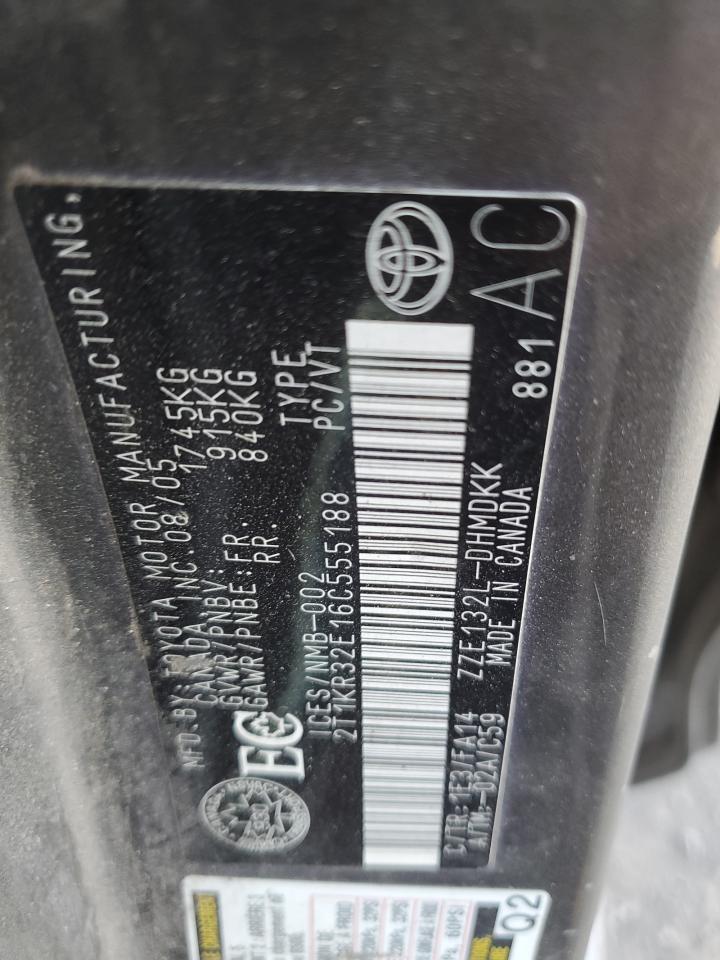 MFD. BY: TOYOTA MOTOR MANUFACTURING,
CANADA INC. 08/05
GVWR/PNBV: 1745KG
GAWR/PNBE: FR. 915KG
RR. 840KG
EC
ICES/NMB-002 TYPE
2T1KR32E16C555188 PC/VT
C/TR: 1E3/FA14 ZZE132L-DHMDKK
A/TM: -02A/C59 MADE IN CANADA
881 AC
Q2